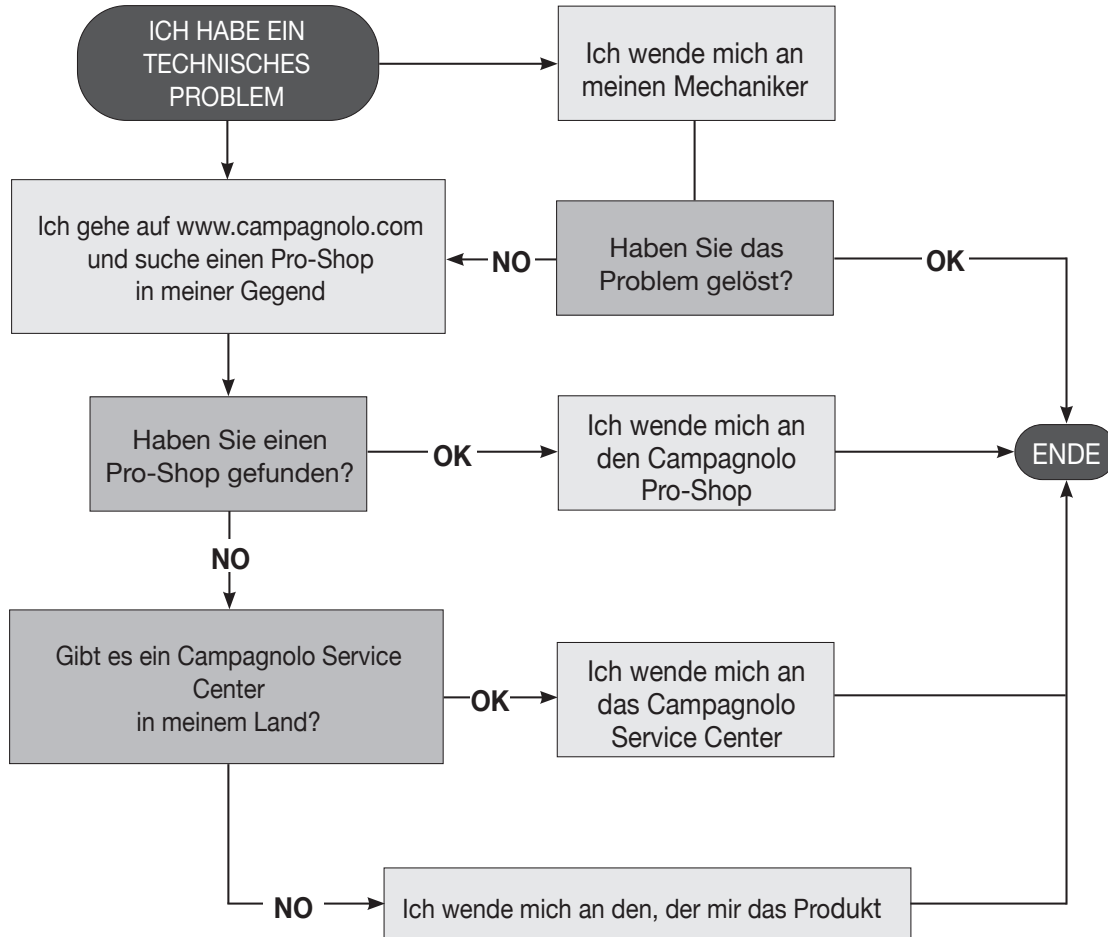 ICH HABE EIN
TECHNISCHES
PROBLEM
Ich wende mich an
meinen Mechaniker
Ich gehe auf www.campagnolo.com
und suche einen Pro-Shop
in meiner Gegend
NO
Haben Sie das
Problem gelöst?
OK
Haben Sie einen
Pro-Shop gefunden?
OK
Ich wende mich an
den Campagnolo
Pro-Shop
ENDE
NO
Gibt es ein Campagnolo Service
Center
in meinem Land?
OK
Ich wende mich an
das Campagnolo
Service Center
NO
Ich wende mich an den, der mir das Produkt